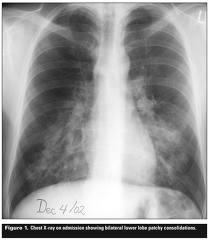 L
Dec 4/02
Figure 1. Chest X-ray on admission showing bilateral lower lobe patchy consolidations.